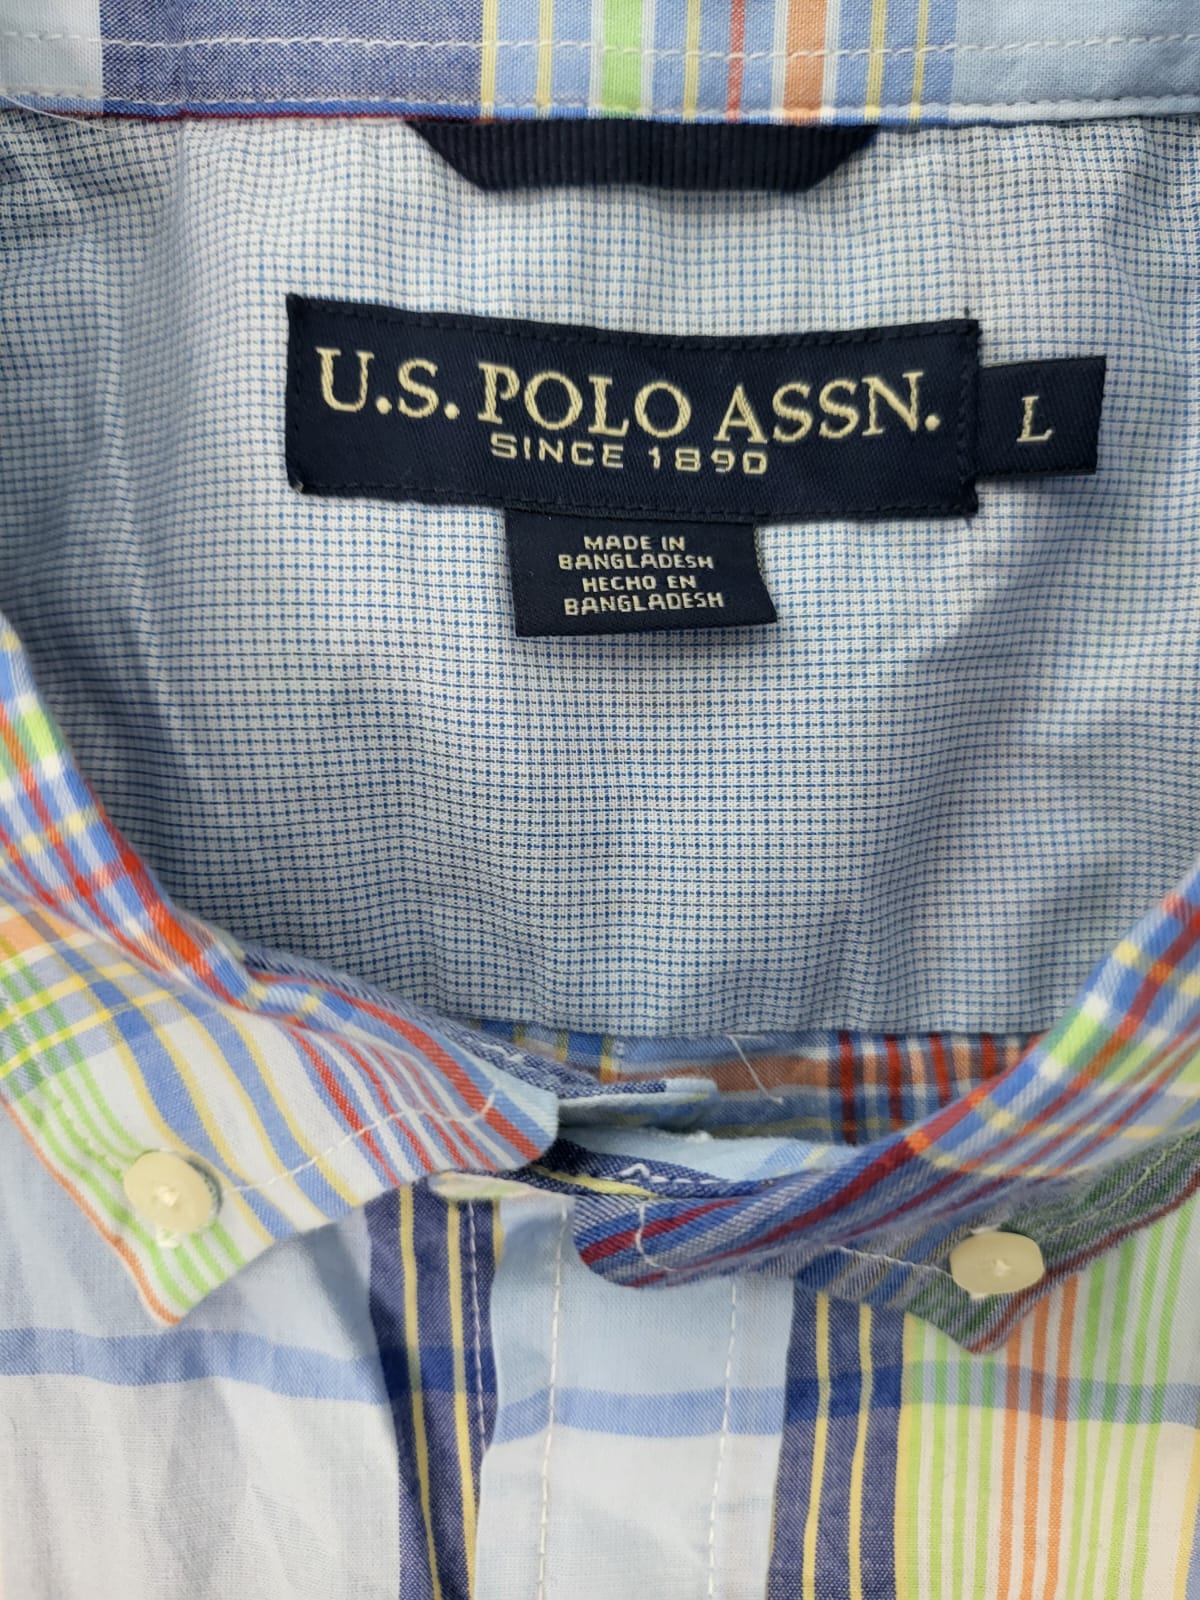 U.S. POLO ASSN.
SINCE 1890
L
MADE IN
BANGLADESH
HECHO EN
BANGLADESH